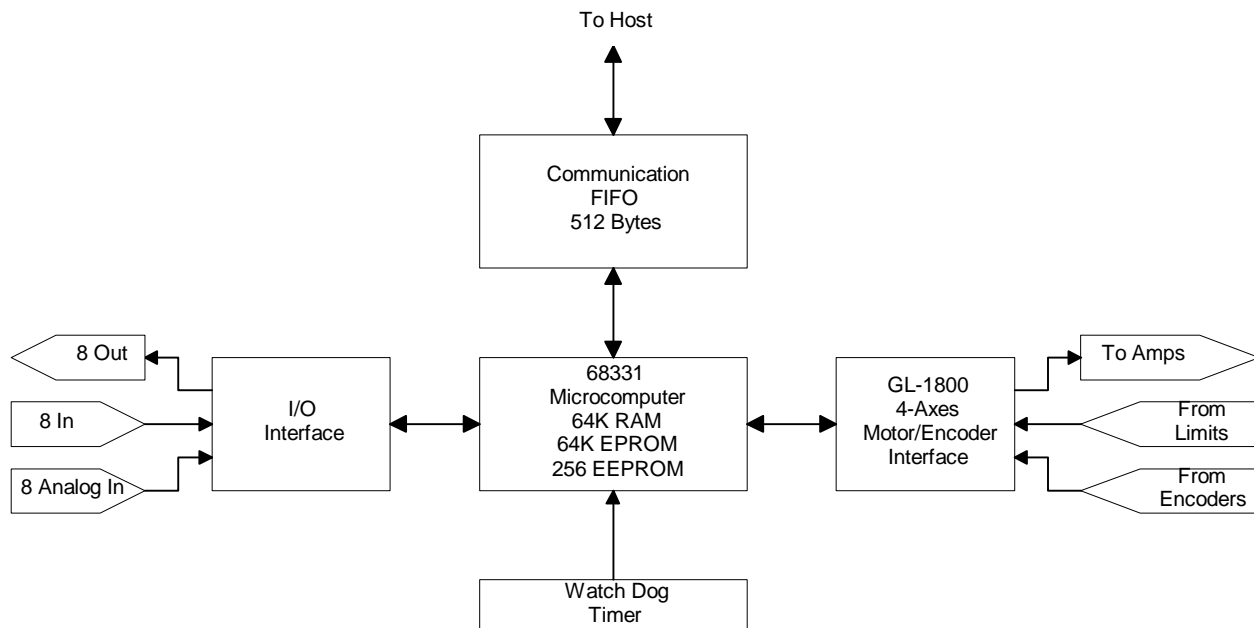 To Host
Communication
FIFO
512 Bytes
8 Out
8 In
8 Analog In
I/O
Interface
68331
Microcomputer
64K RAM
64K EPROM
256 EEPROM
GL-1800
4-Axes
Motor/Encoder
Interface
To Amps
From
Limits
From
Encoders
Watch Dog
Timer